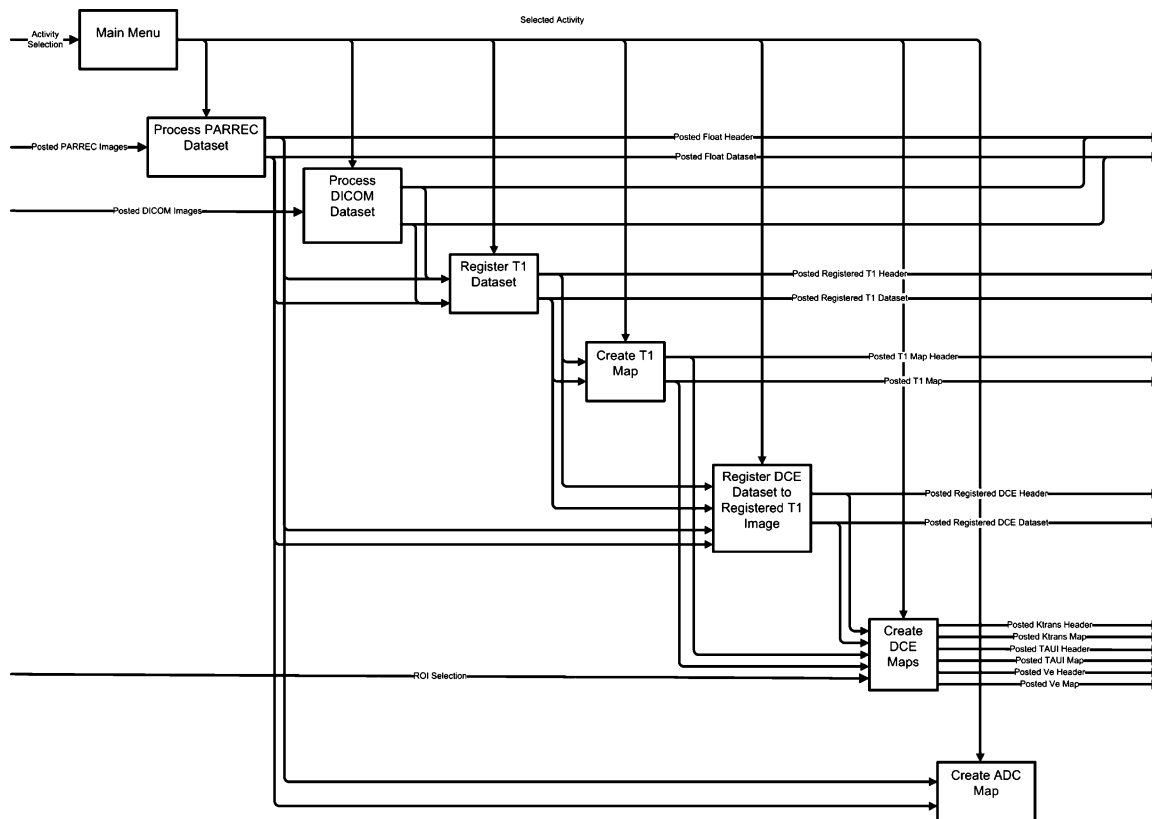 Selected Activity
Activity
Selection
Main Menu
Process PARREC
Dataset
Posted PARREC Images
Posted Float Header
Posted Float Dataset
Process
DICOM
Dataset
Posted DICOM Images
Register T1
Dataset
Posted Registered T1 Header
Posted Registered T1 Dataset
Create T1
Map
Posted T1 Map Header
Posted T1 Map
Register DCE
Dataset to
Registered T1
Image
Posted Registered DCE Header
Posted Registered DCE Dataset
Create
DCE
Maps
Posted Ktrans Header
Posted Ktrans Map
Posted TAUI Header
Posted TAUI Map
Posted Ve Header
Posted Ve Map
ROI Selection
Create ADC
Map